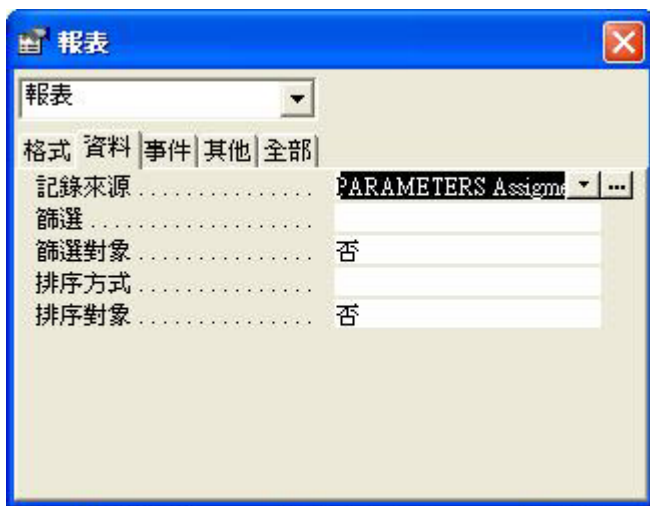 報表
報表
格式 資料 事件 其他 全部
記錄來源 ............... PARAMETERS Assigme ...
篩選 ...................
篩選對象 ............... 否
排序方式 ...............
排序對象 ............... 否